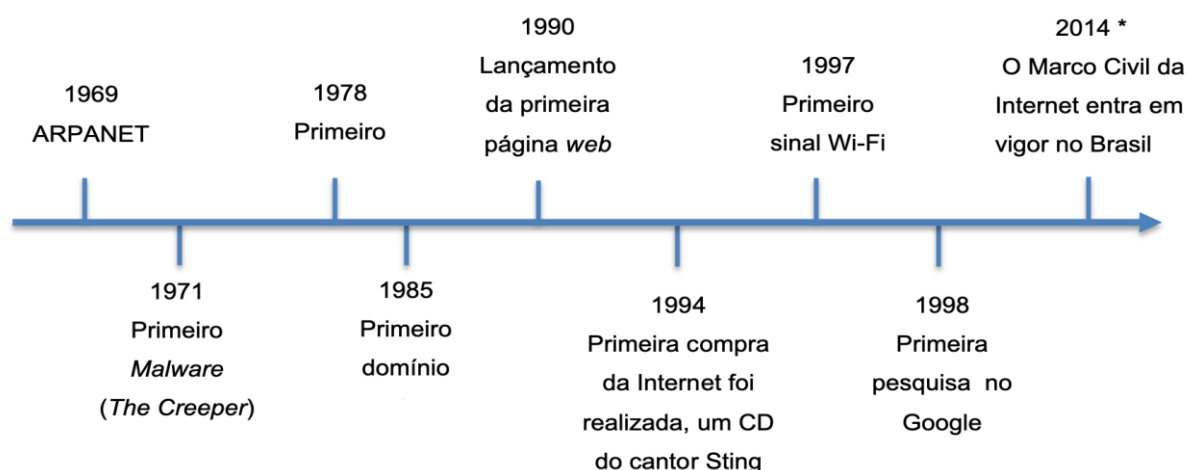 1969
ARPANET
1971
Primeiro
Malware
(The Creeper)
1978
Primeiro
1985
Primeiro
domínio
1990
Lançamento
da primeira
página web
1994
Primeira compra
da Internet foi
realizada, um CD
do cantor Sting
1997
Primeiro
sinal Wi-Fi
1998
Primeira
pesquisa no
Google
2014 *
O Marco Civil da
Internet entra em
vigor no Brasil